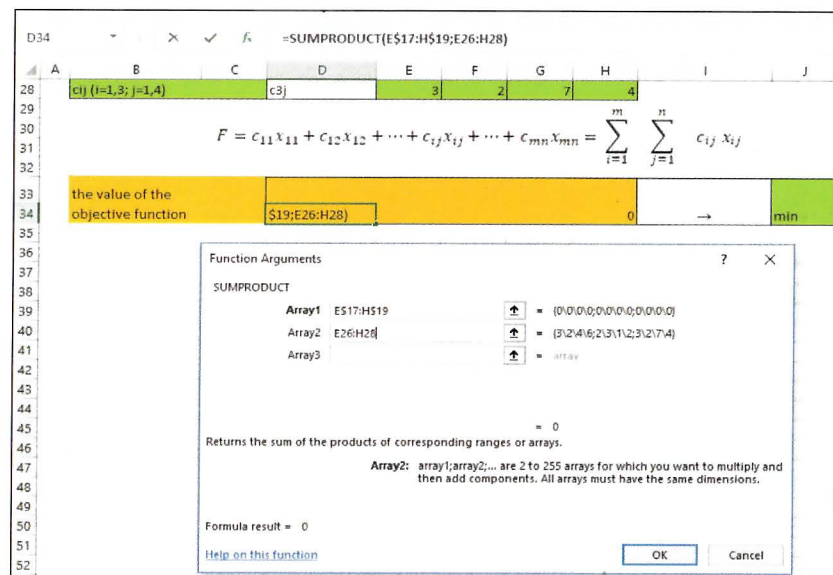 D34 =SUMPRODUCT(E$17:H$19;E26:H28)
A B C D E F G H I J
28 cij (i=1,3; j=1,4) c3j 3 2 7 4
29
30 F = c₁₁x₁₁ + c₁₂x₁₂ + ⋯ + cᵢⱼxᵢⱼ + ⋯ + cₘₙxₘₙ = ∑ᵢ₌₁ᵐ ∑ⱼ₌₁ⁿ cᵢⱼ xᵢⱼ
31
32
33 the value of the
34 objective function $19;E26:H28) 0 → min
35
36 Function Arguments ? ×
37
38 SUMPRODUCT
39 Array1 E$17:H$19 = {0\0\0\0;0\0\0\0;0\0\0\0}
40 Array2 E26:H28 = {3\2\4\6;2\3\1\2;3\2\7\4}
41 Array3 = array
42
43
44
45 = 0
46 Returns the sum of the products of corresponding ranges or arrays.
47 Array2: array1;array2;... are 2 to 255 arrays for which you want to multiply and
48 then add components. All arrays must have the same dimensions.
49
50 Formula result = 0
51 Help on this function OK Cancel
52